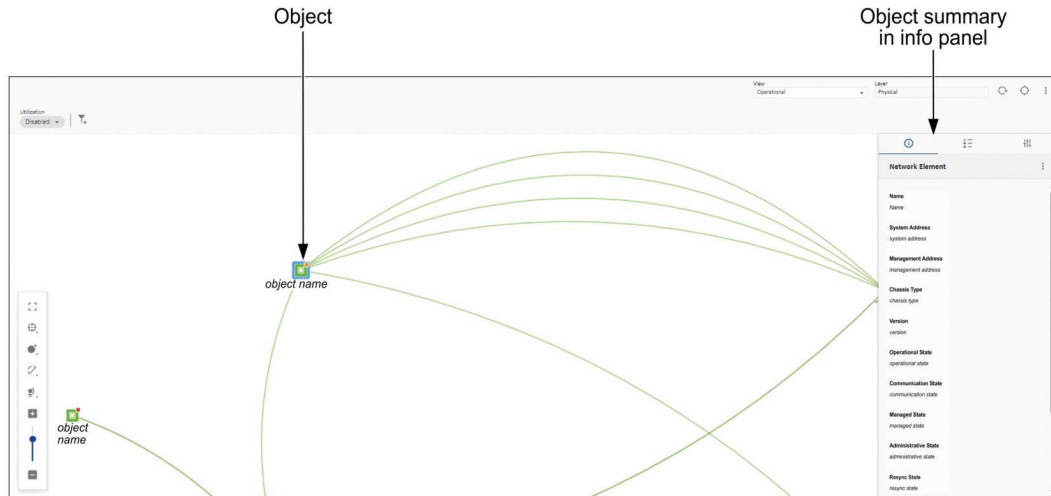 Object
Object summary
in info panel
View
Operational
Layer
Physical
Utilization
Disabled
Network Element
Name
Name
System Address
system address
Management Address
management address
Chassis Type
chassis type
Version
version
Operational State
operational state
Communication State
communication state
Managed State
managed state
Administrative State
administrative state
Resync State
resync state
object name
object
name